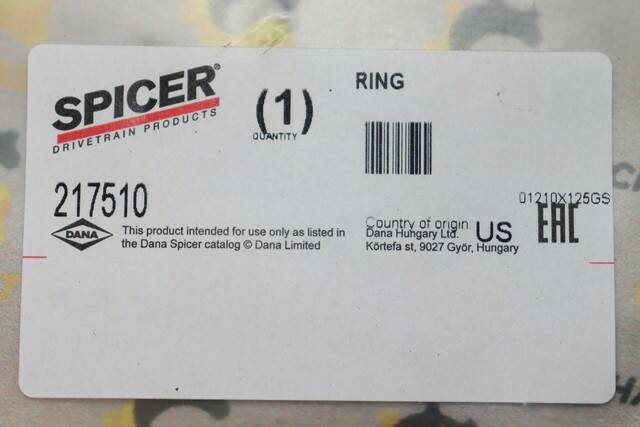 SPICER®
DRIVETRAIN PRODUCTS
(1)
QUANTITY
RING
217510
01210X125GS
DANA
This product intended for use only as listed in
the Dana Spicer catalog © Dana Limited
Country of origin: US
Dana Hungary Ltd.
Körtefa st, 9027 Győr, Hungary
EAC